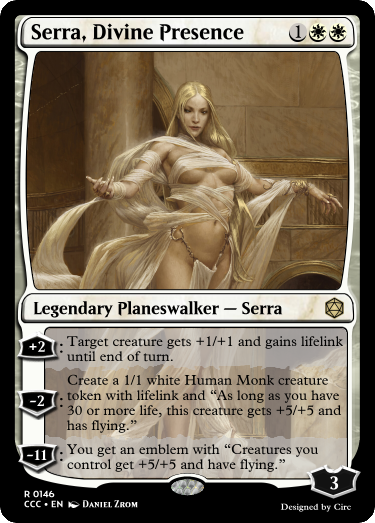 Serra, Divine Presence 1
Legendary Planeswalker — Serra
+2: Target creature gets +1/+1 and gains lifelink
until end of turn.
Create a 1/1 white Human Monk creature
-2: token with lifelink and “As long as you have
30 or more life, this creature gets +5/+5 and
has flying.”
-11: You get an emblem with “Creatures you
control get +5/+5 and have flying.”
3
R 0146
CCC • EN DANIEL ZROM
Designed by Circ